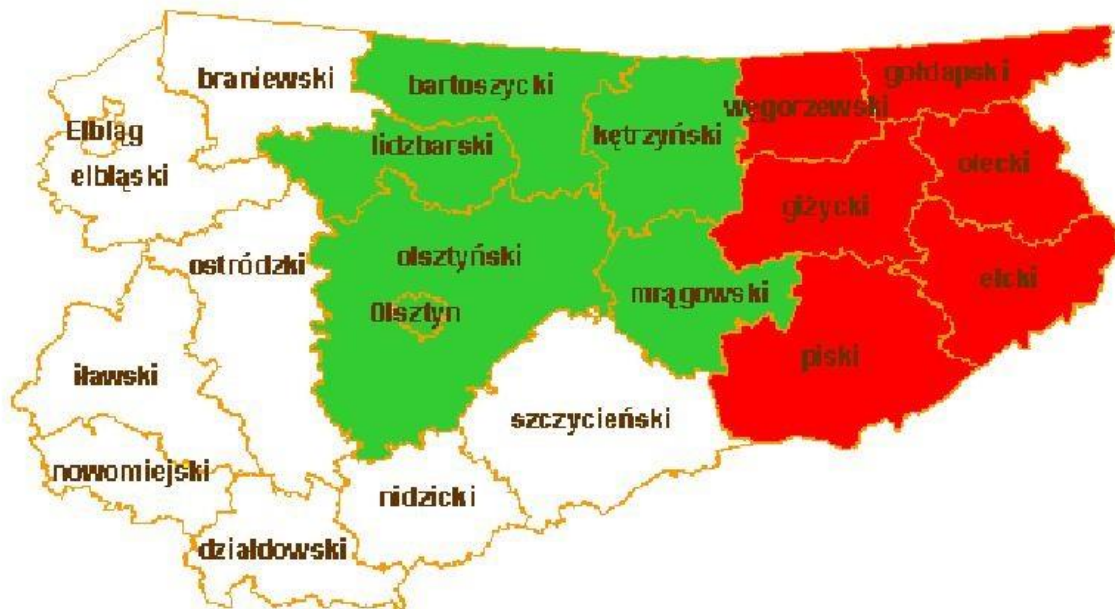 braniewski
bartoszycki
gołdapski
węgorzewski
Elbląg
kętrzyński
lidzbarski
olecki
elbląski
giżycki
olsztyński
ostródzki
ełcki
mrągowski
Olsztyn
piski
iławski
szczycieński
nowomiejski
nidzicki
działdowski